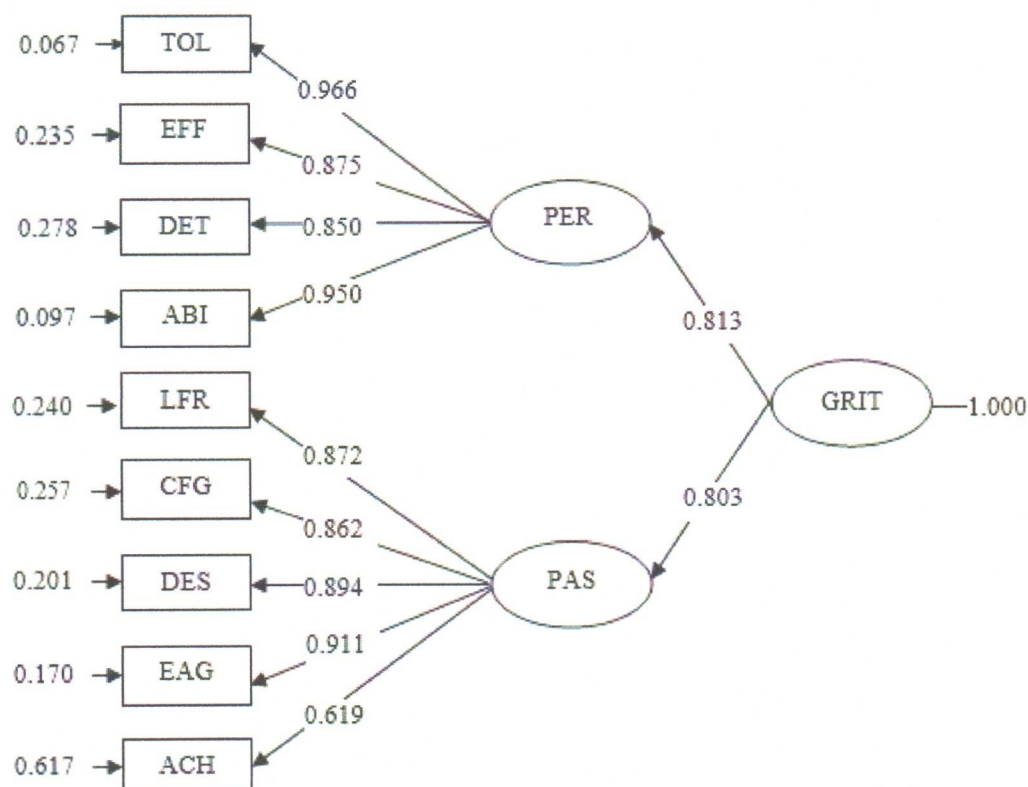 0.067 TOL
0.966
0.235 EFF
0.875
0.278 DET 0.850 PER
0.097 ABI
0.950
0.813
0.240 LFR
GRIT 1.000
0.872
0.257 CFG
0.862
0.803
0.201 DES 0.894 PAS
0.170 EAG
0.911
0.619
0.617 ACH